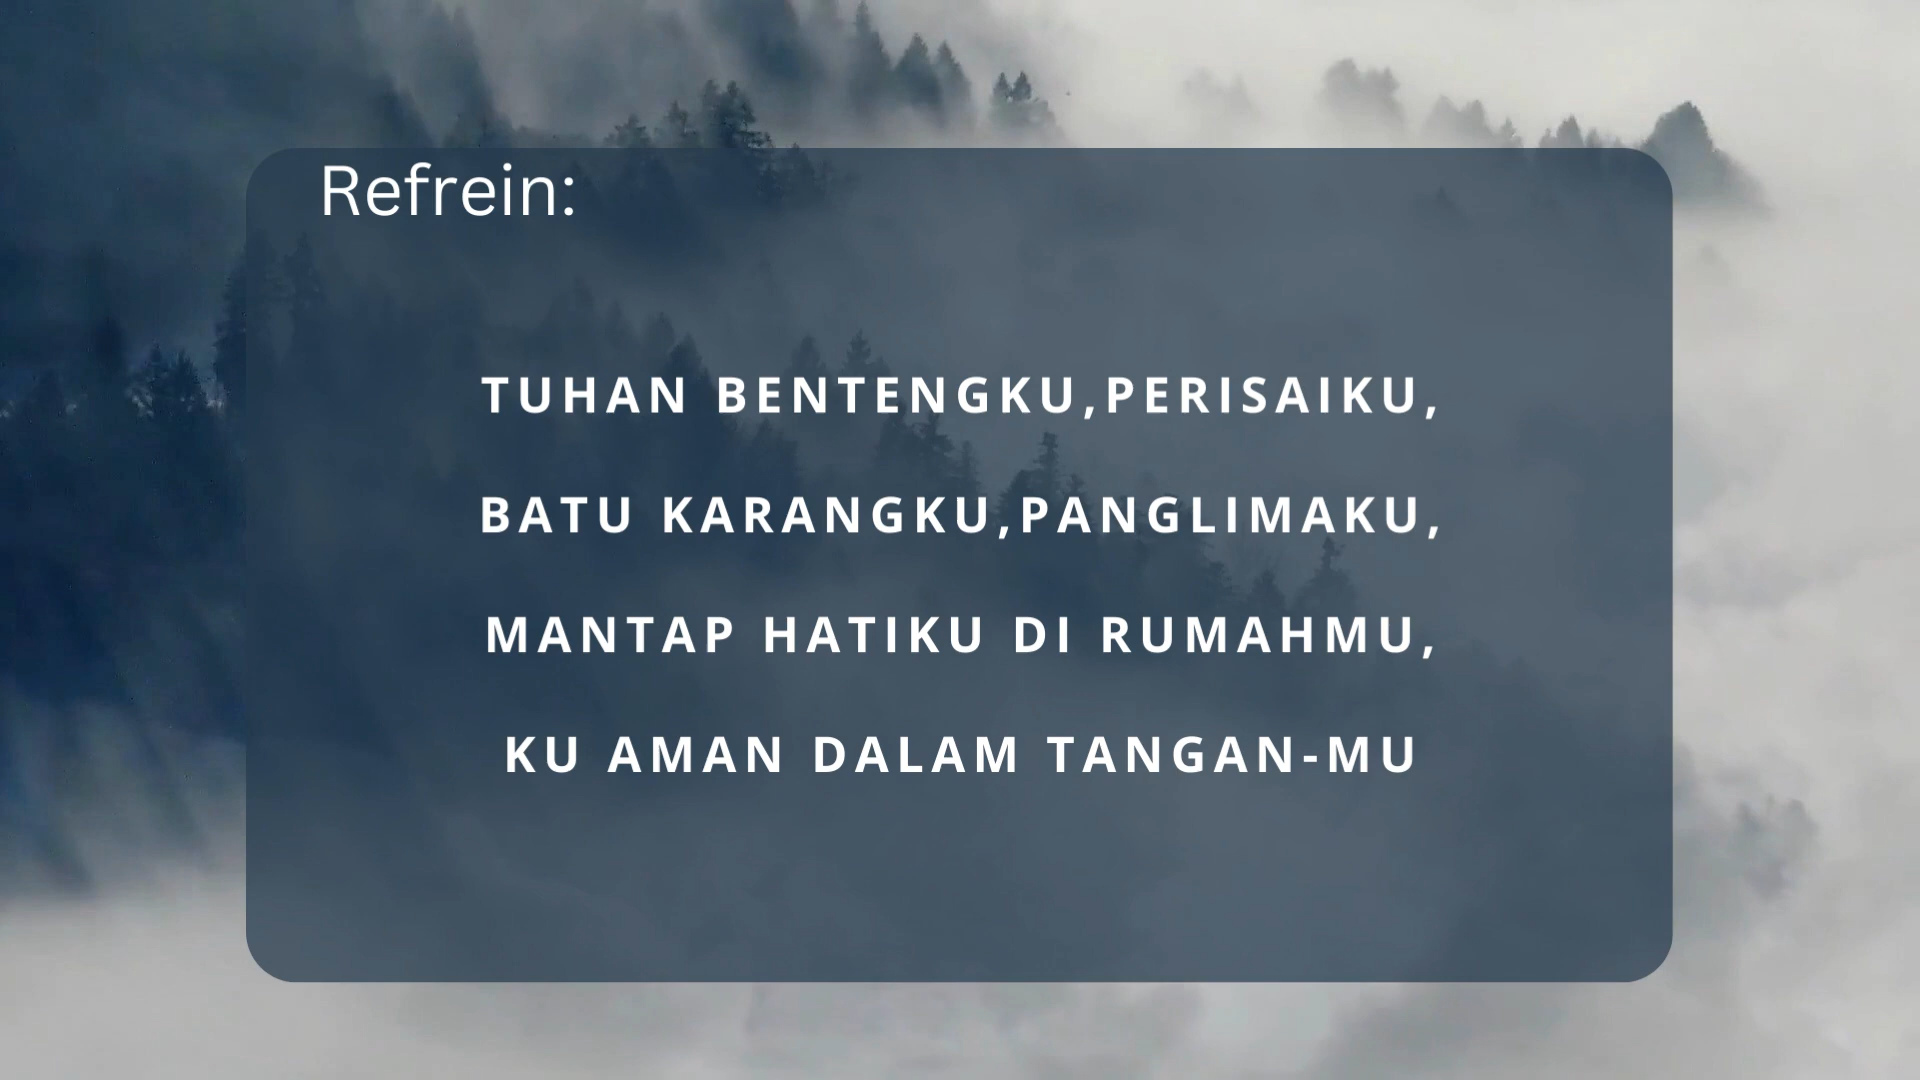 Refrein:
TUHAN BENTENGKU,PERISAIKU,
BATU KARANGKU,PANGLIMAKU,
MANTAP HATIKU DI RUMAHMU,
KU AMAN DALAM TANGAN-MU